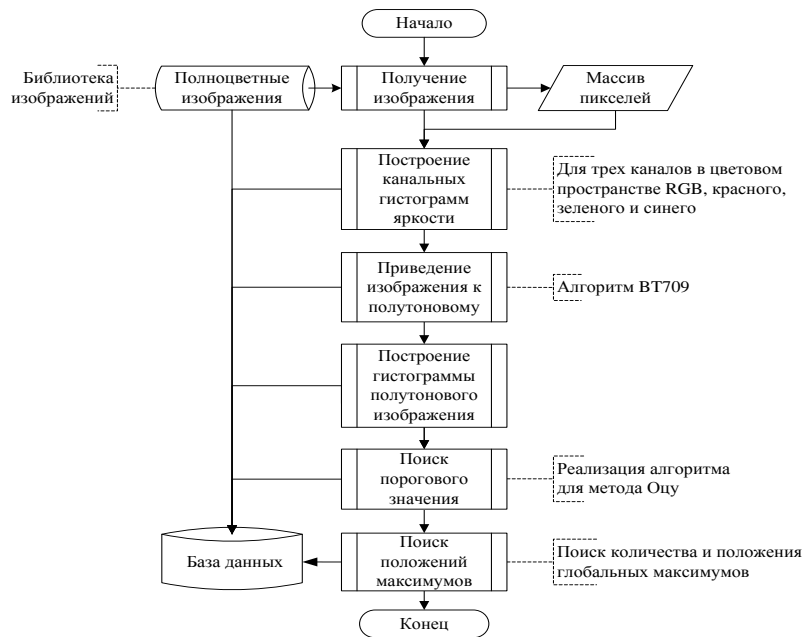 Начало
Библиотека
изображений
Полноцветные
изображения
Получение
изображения
Массив
пикселей
Построение
канальных
гистограмм
яркости
Для трех каналов в цветовом
пространстве RGB, красного,
зеленого и синего
Приведение
изображения к
полутоновому
Алгоритм BT709
Построение
гистограммы
полутонового
изображения
Поиск
порогового
значения
Реализация алгоритма
для метода Оцу
База данных
Поиск
положений
максимумов
Поиск количества и положения
глобальных максимумов
Конец